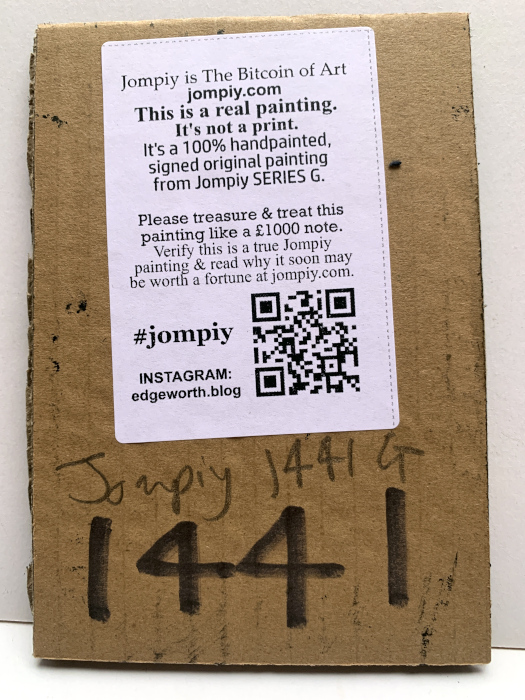 Jompiy is The Bitcoin of Art
jompiy.com
This is a real painting.
It's not a print.
It's a 100% handpainted,
signed original painting
from Jompiy SERIES G.
Please treasure & treat this
painting like a £1000 note.
Verify this is a true Jompiy
painting & read why it soon may
be worth a fortune at jompiy.com.
#jompiy
INSTAGRAM:
edgeworth.blog
Jompiy 1441 G
1441